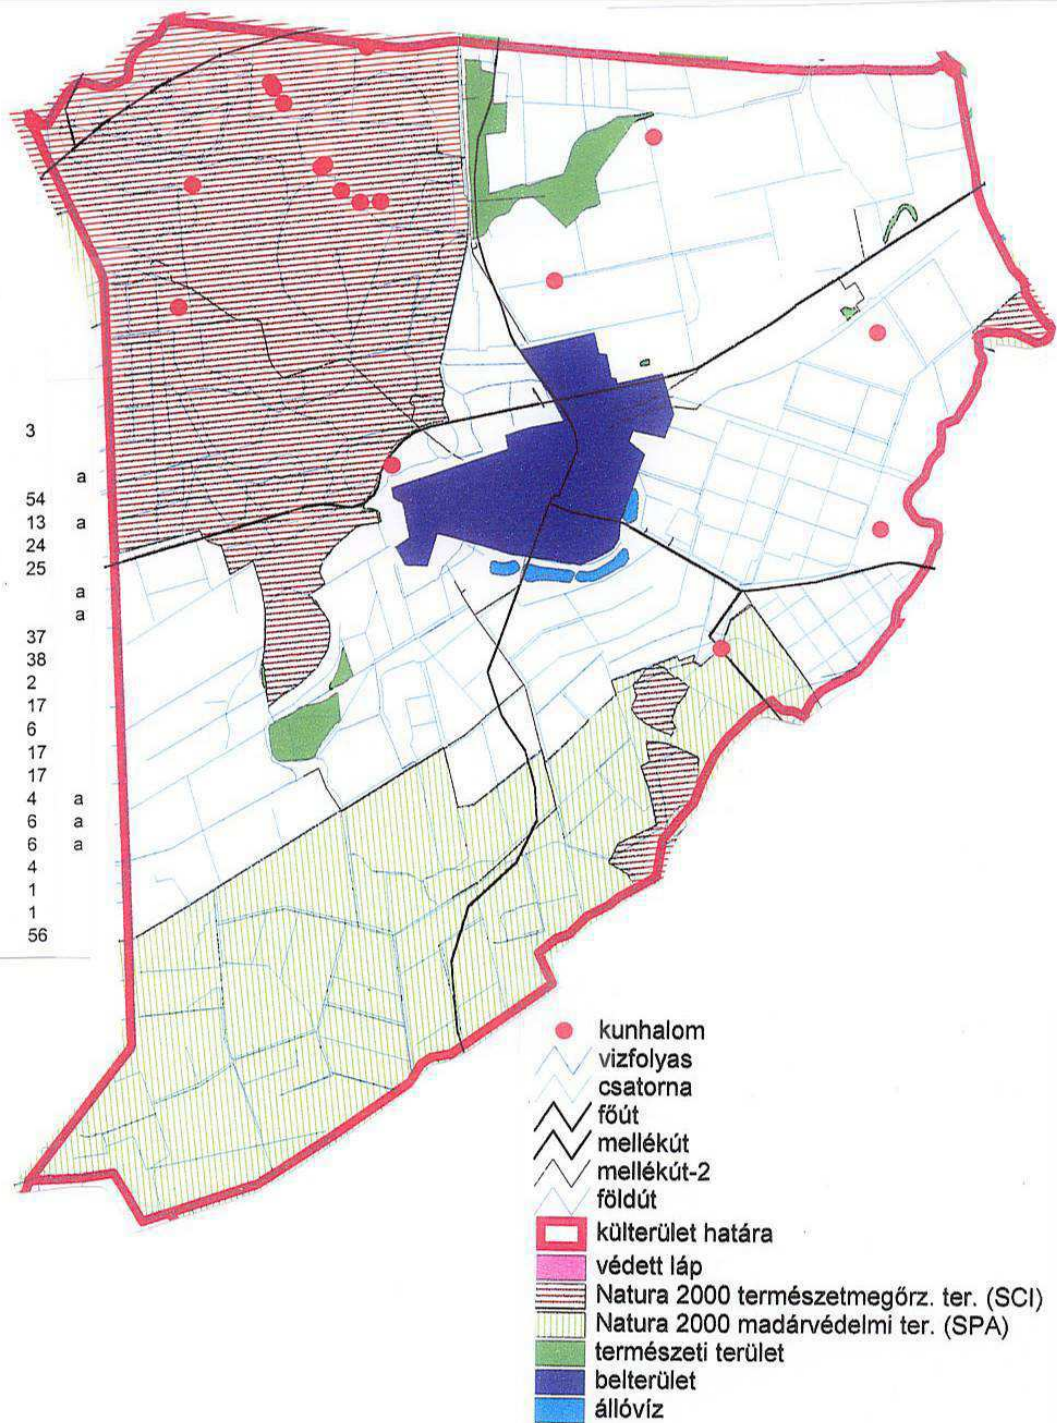 3
a
54
13 a
24
25
a
a
37
38
2
17
6
17
17
4 a
6 a
6 a
4
1
1
56
kunhalom
vizfolyas
csatorna
főút
mellékút
mellékút-2
földút
külterület határa
védett láp
Natura 2000 természetmegőrz. ter. (SCI)
Natura 2000 madárvédelmi ter. (SPA)
természeti terület
belterület
állóvíz